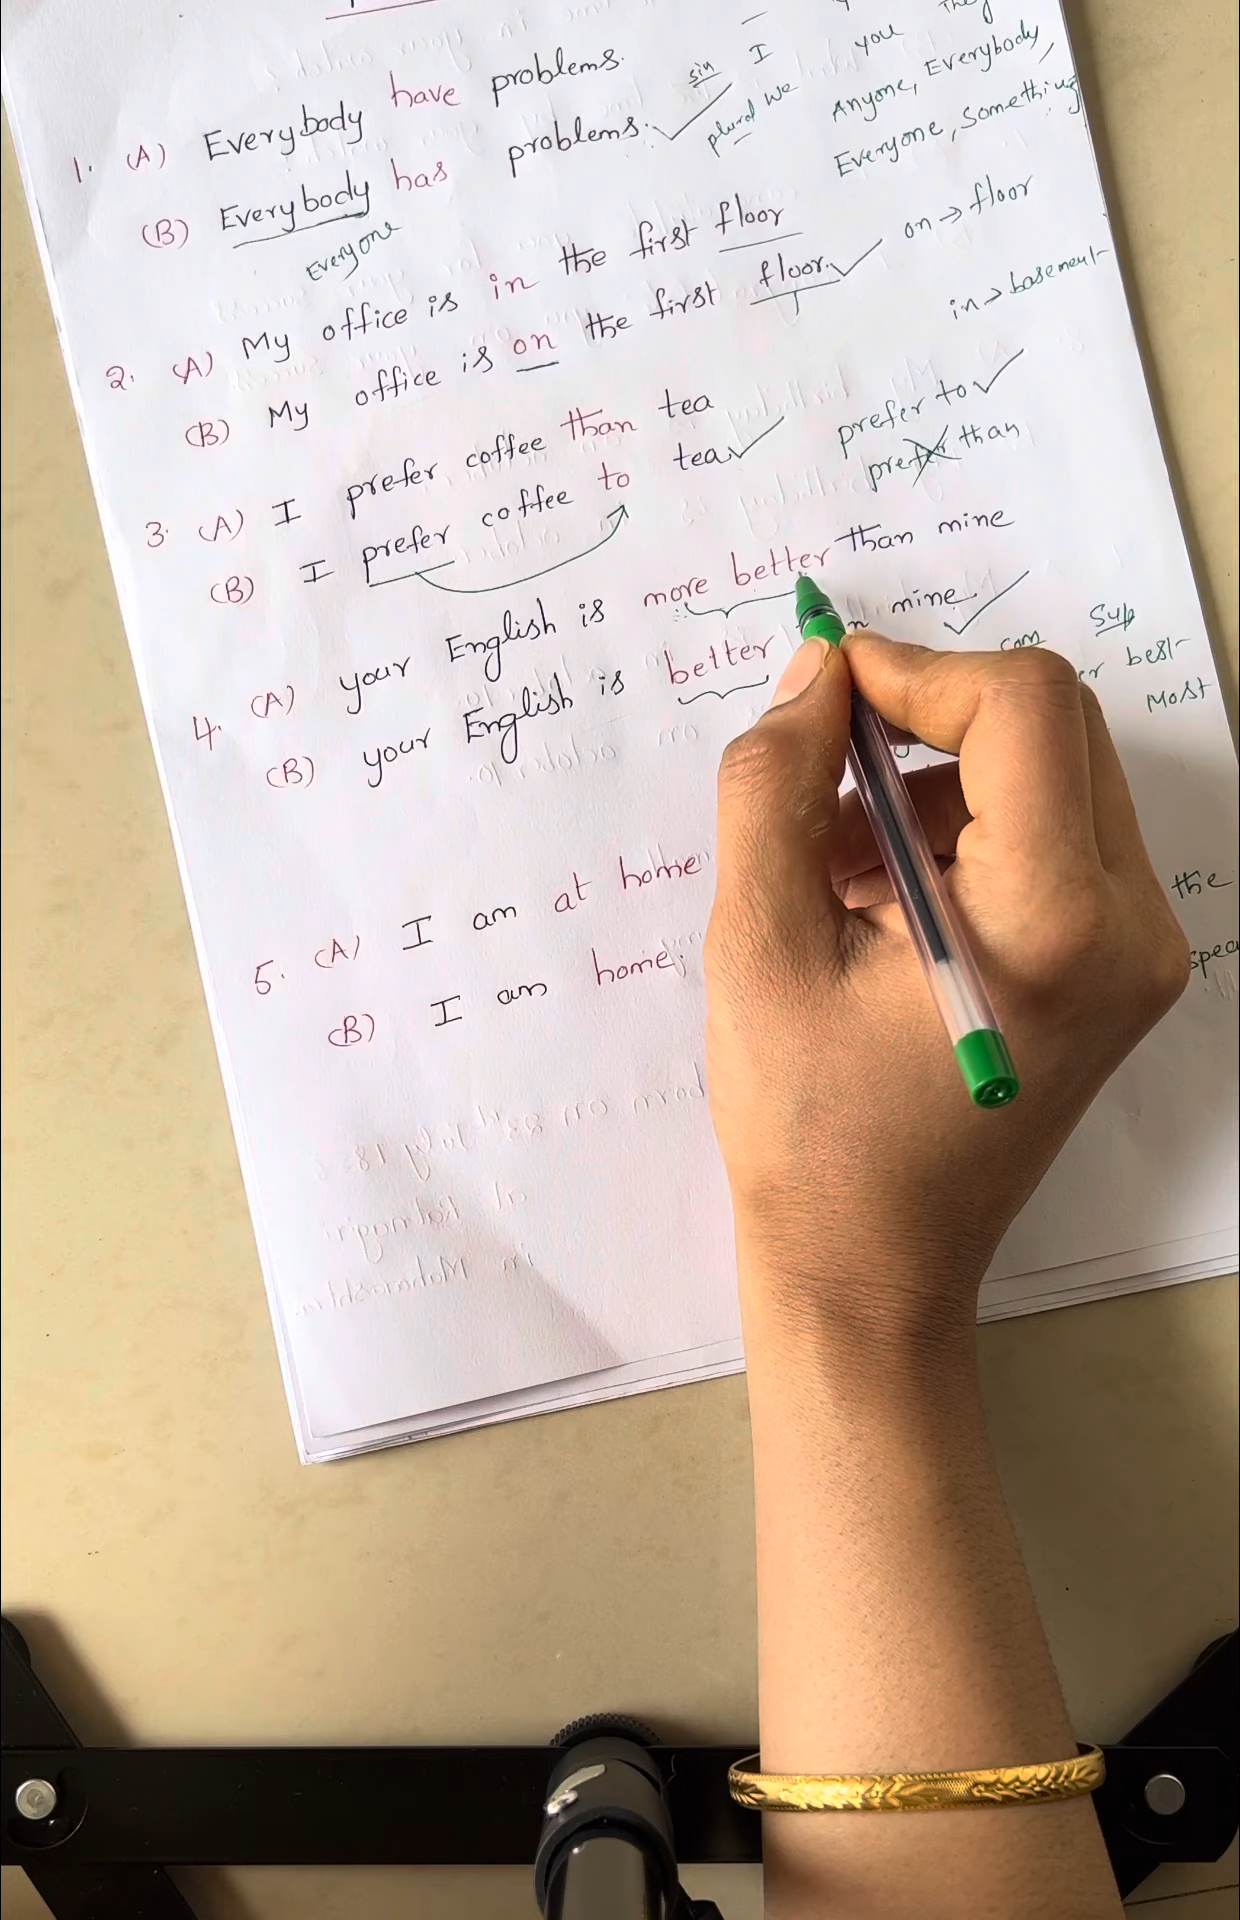 1. (A) Everybody have problems.
(B) Everybody has problems.
Everyone
sin I you They
plural we
Anyone, Everybody,
Everyone, Something
2. (A) My office is in the first floor
(B) My office is on the first floor.
on → floor
in → basement
3. (A) I prefer coffee than tea
(B) I prefer coffee to tea
prefer to
prefer than
4. (A) your English is more better than mine
(B) your English is better mine
com Sup
best
Most
5. (A) I am at home
(B) I am home.
the